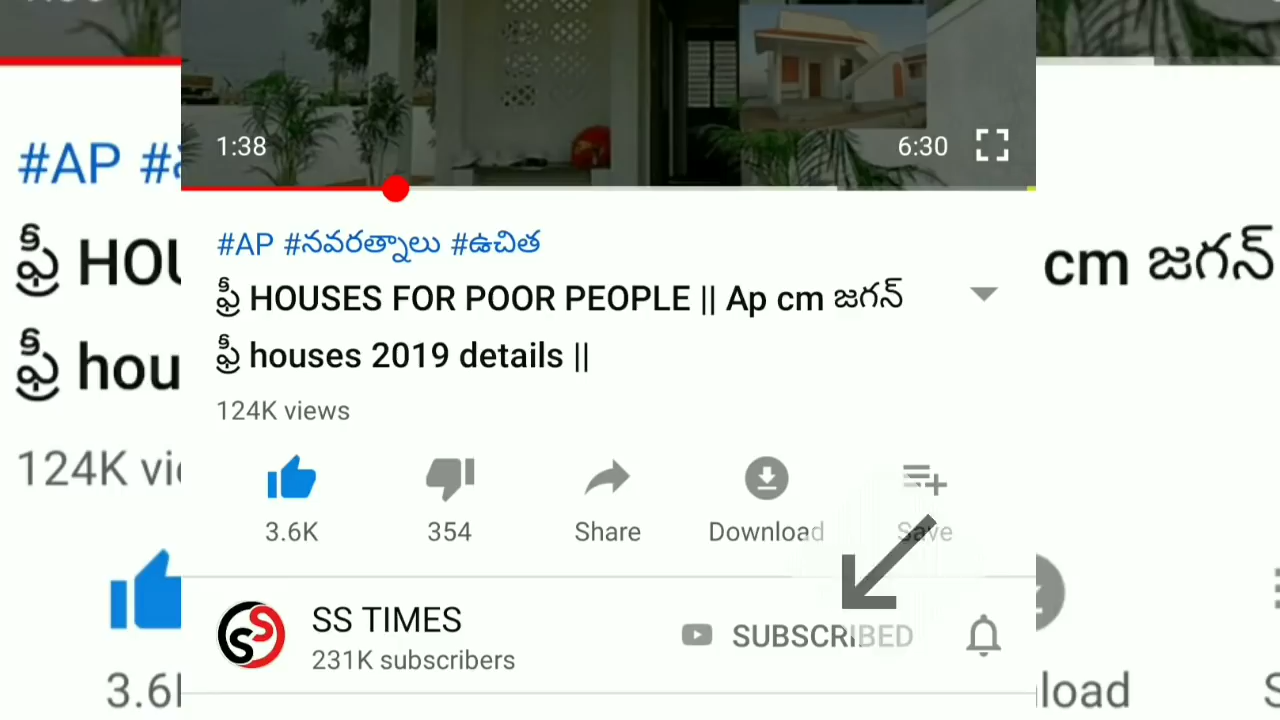 1:38
6:30
#AP #నవరత్నాలు #ఉచిత
ఫ్రీ HOUSES FOR POOR PEOPLE || Ap cm జగన్
ఫ్రీ houses 2019 details ||
124K views
3.6K
354
Share
Download
Save
SS TIMES
231K subscribers
SUBSCRIBED
#AP
ఫ్రీ HOU
cm జగన్
ఫ్రీ hou
124K
3.6
load